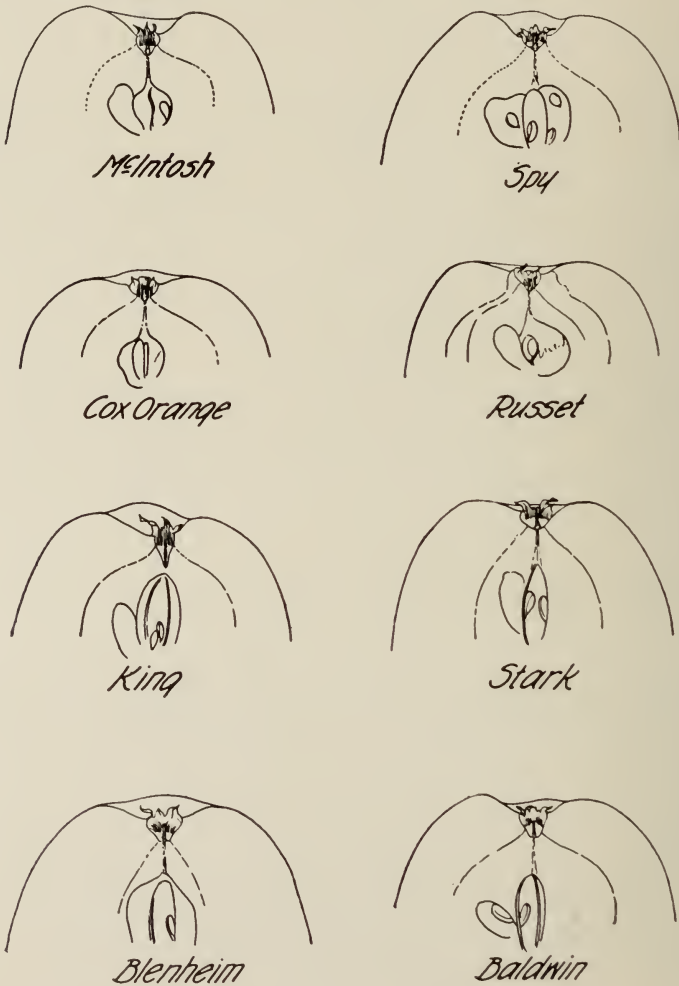 McIntosh
Spy
Cox Orange
Russet
King
Stark
Blenheim
Baldwin